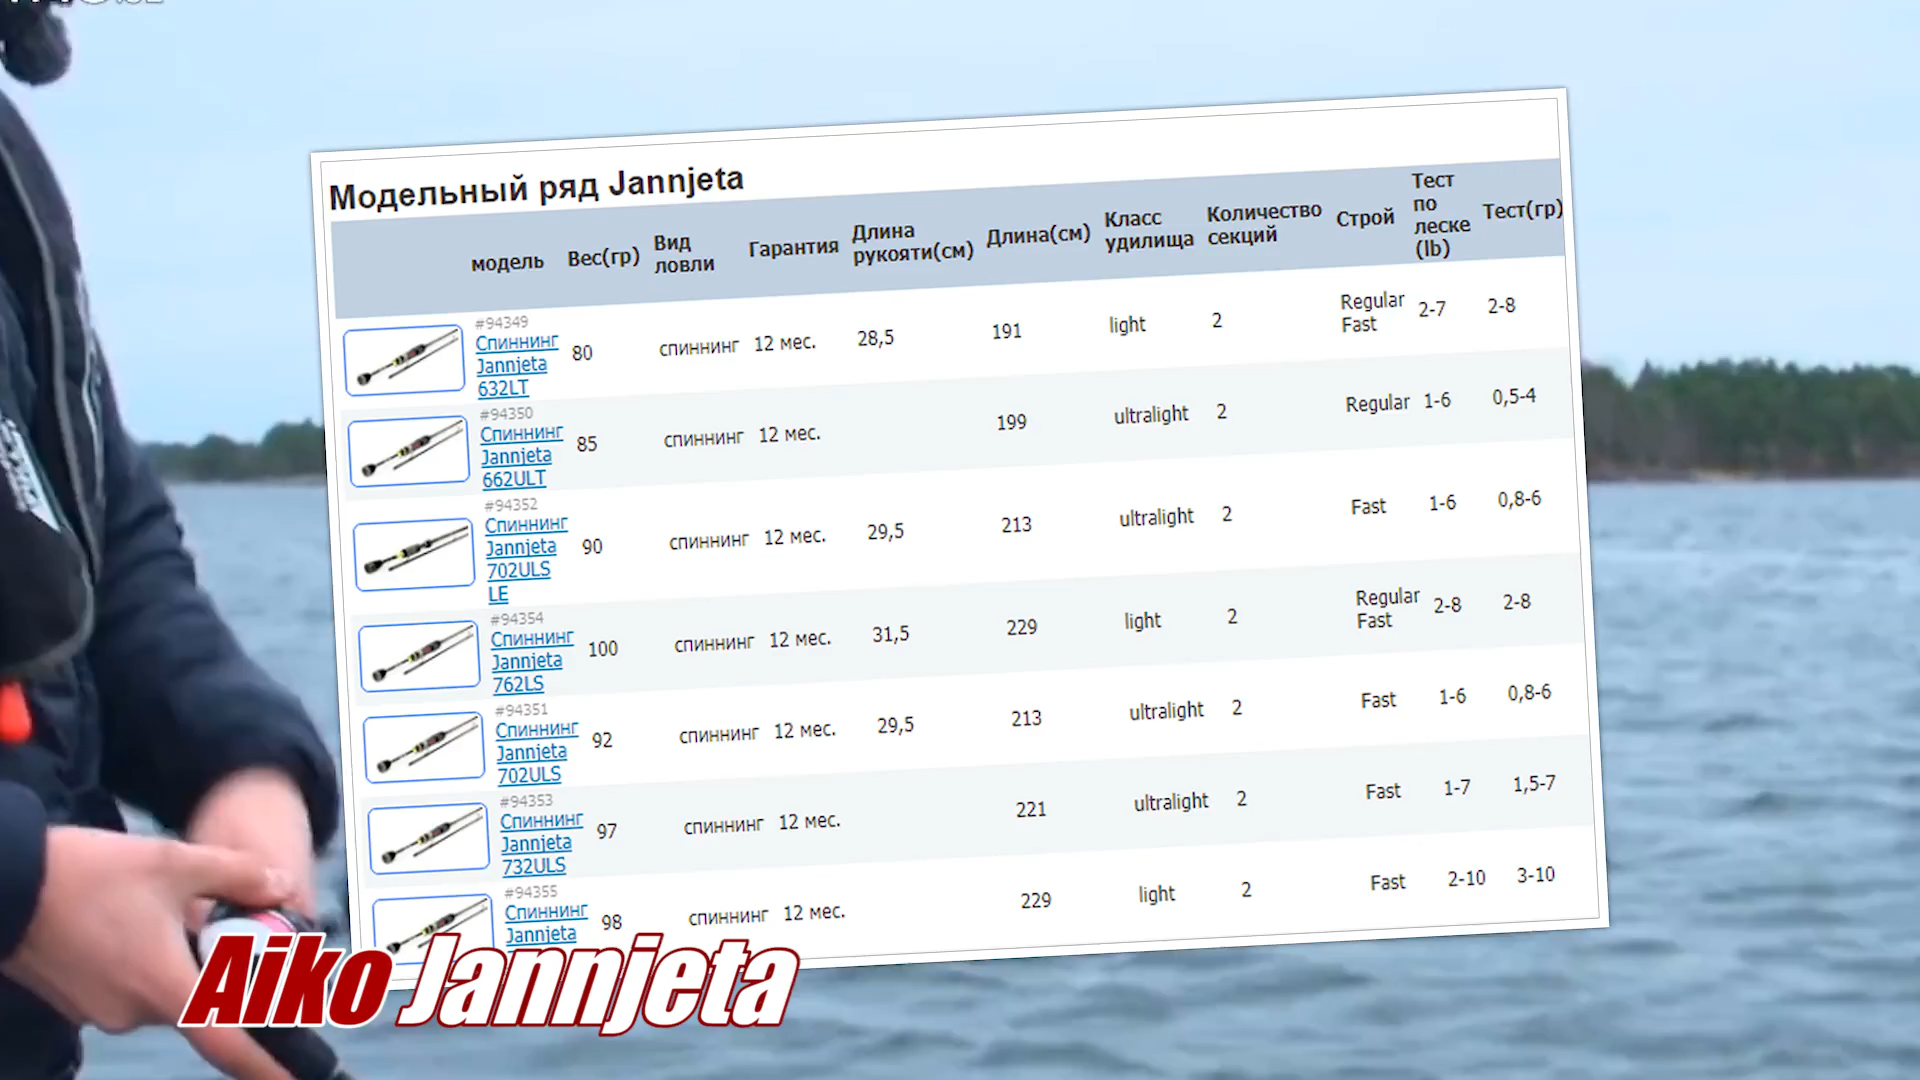 Модельный ряд Jannjeta
модель Вес(гр) Вид ловли Гарантия Длина рукояти(см) Длина(см) Класс удилища Количество секций Строй Тест по леске (lb) Тест(гр)
#94349
Спиннинг Jannjeta 632LT 80 спиннинг 12 мес. 28,5 191 light 2 Regular Fast 2-7 2-8
#94350
Спиннинг Jannjeta 662ULT 85 спиннинг 12 мес. 199 ultralight 2 Regular 1-6 0,5-4
#94352
Спиннинг Jannjeta 702ULS LE 90 спиннинг 12 мес. 29,5 213 ultralight 2 Fast 1-6 0,8-6
#94354
Спиннинг Jannjeta 762LS 100 спиннинг 12 мес. 31,5 229 light 2 Regular Fast 2-8 2-8
#94351
Спиннинг Jannjeta 702ULS 92 спиннинг 12 мес. 29,5 213 ultralight 2 Fast 1-6 0,8-6
#94353
Спиннинг Jannjeta 732ULS 97 спиннинг 12 мес. 221 ultralight 2 Fast 1-7 1,5-7
#94355
Спиннинг Jannjeta 98 спиннинг 12 мес. 229 light 2 Fast 2-10 3-10
Aiko Jannjeta